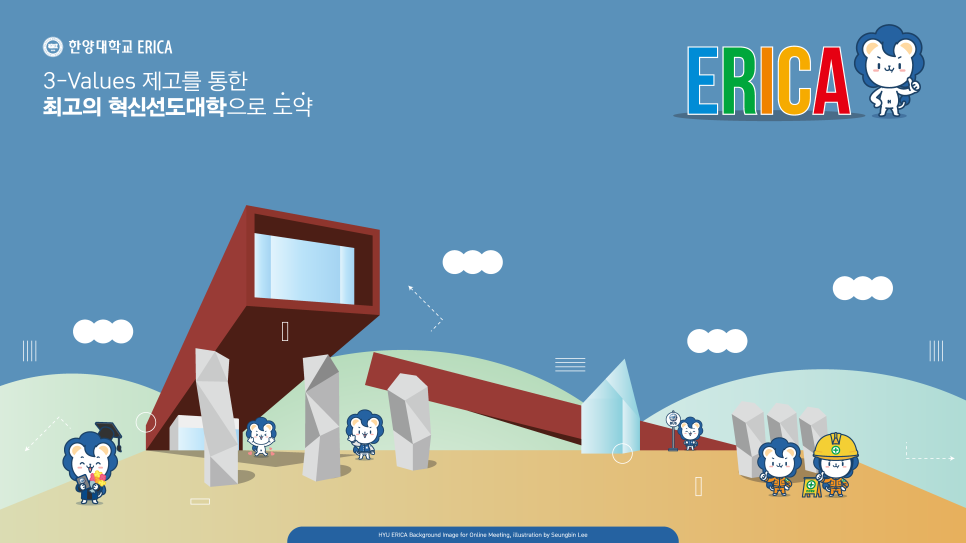 한양대학교 ERICA
3-Values 제고를 통한
최고의 혁신선도대학으로 도약
ERICA
HYU ERICA Background Image for Online Meeting, Illustration by Seungbin Lee